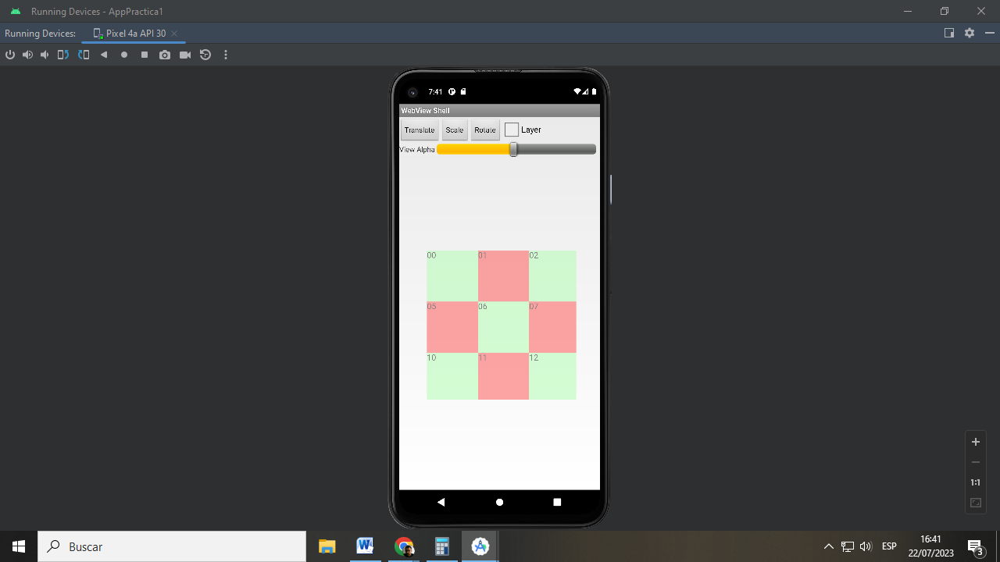 Running Devices - AppPractica1
Running Devices: Pixel 4a API 30
7:41
WebView Shell
Translate Scale Rotate Layer
View Alpha
00 01 02
05 06 07
10 11 12
1:1
Buscar
ESP
16:41
22/07/2023
3